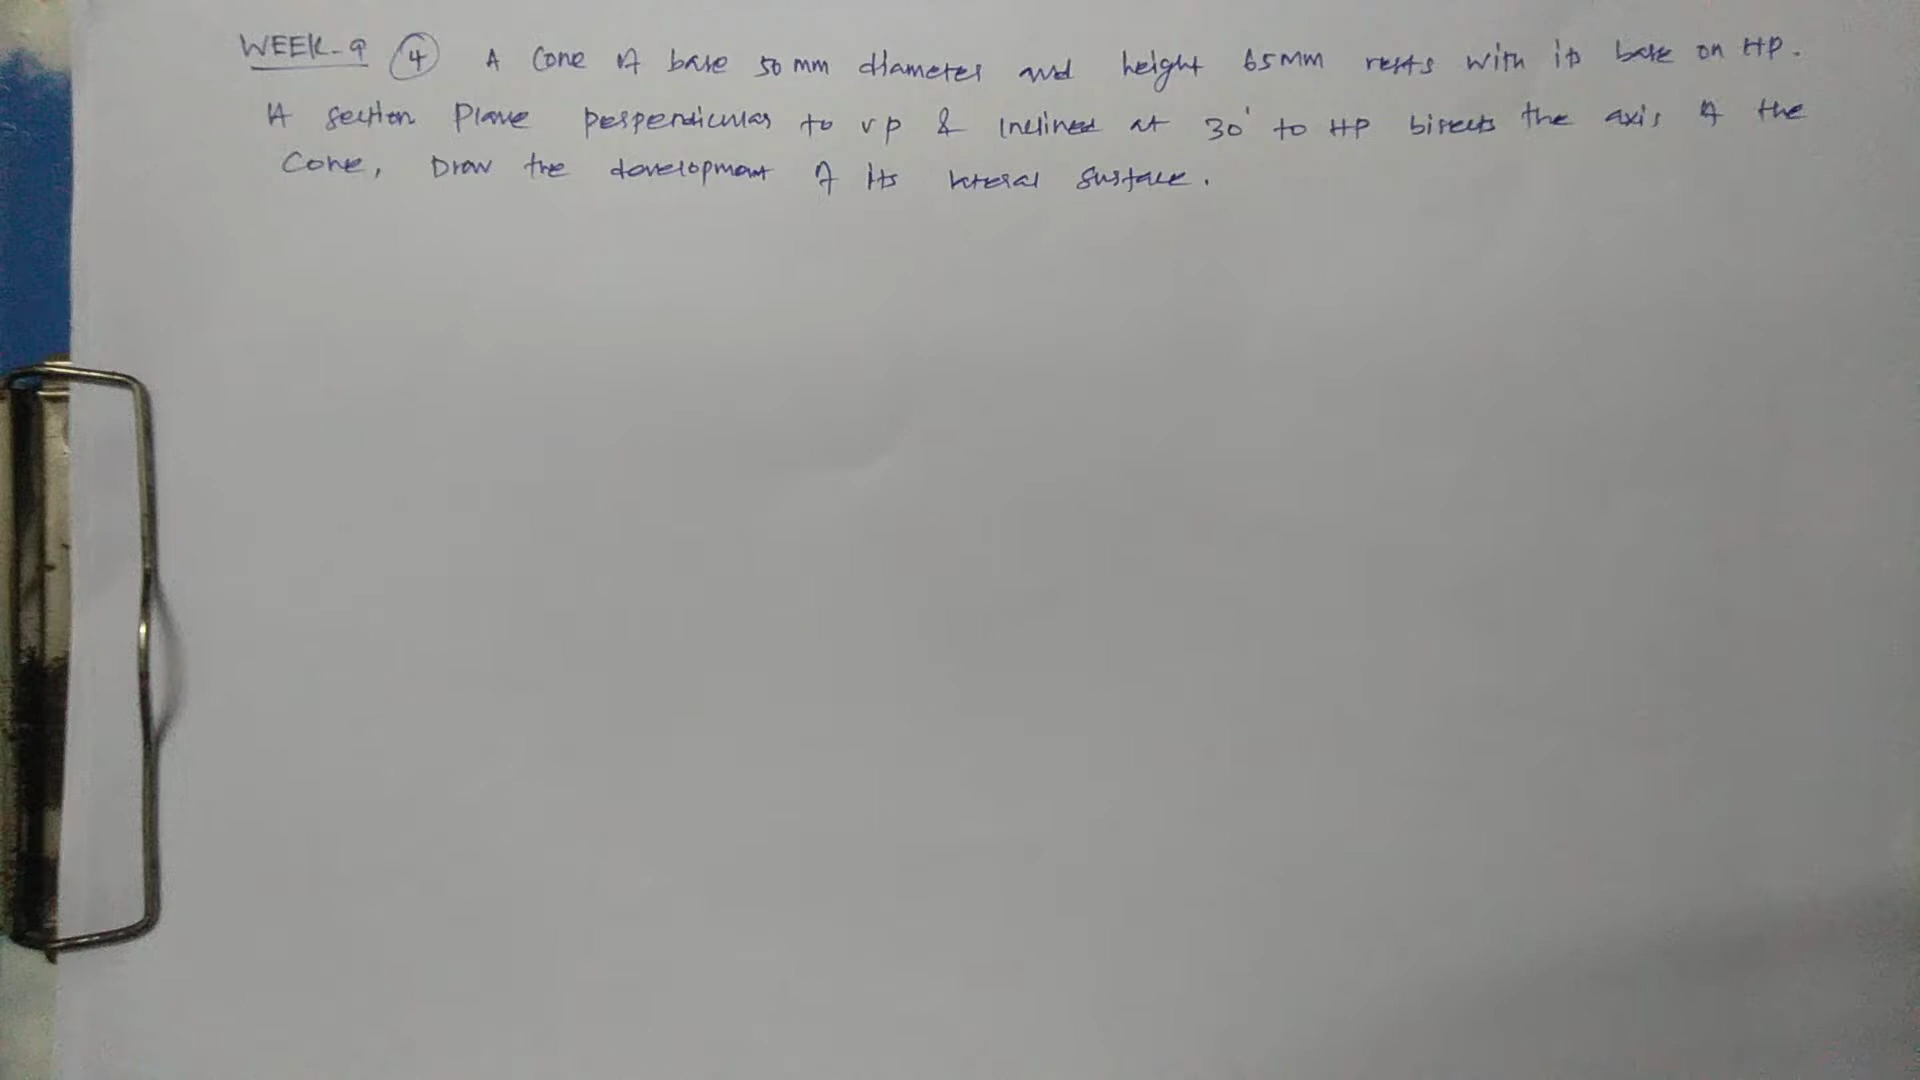 WEEK-9 ④ A Cone of base 50 mm diameter and height 65 mm rests with its base on HP.
A section Plane perpendicular to VP & Inclined at 30° to HP bisects the axis of the
Cone, Draw the development of its lateral surface.